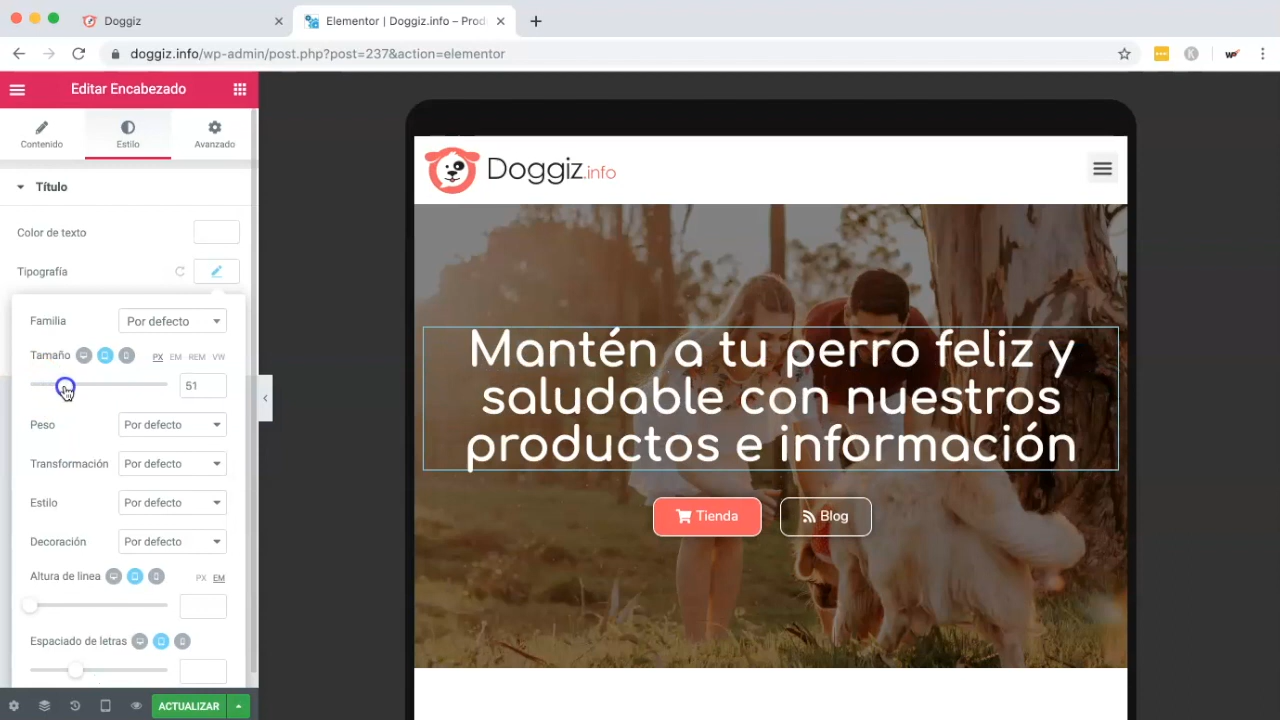 Doggiz
Elementor | Doggiz.info – Prod
doggiz.info/wp-admin/post.php?post=237&action=elementor
Editar Encabezado
Contenido
Estilo
Avanzado
Título
Color de texto
Tipografía
Familia
Por defecto
Tamaño
PX EM REM VW
51
Peso
Por defecto
Transformación
Por defecto
Estilo
Por defecto
Decoración
Por defecto
Altura de linea
PX EM
Espaciado de letras
ACTUALIZAR
Doggiz.info
Mantén a tu perro feliz y
saludable con nuestros
productos e información
Tienda
Blog